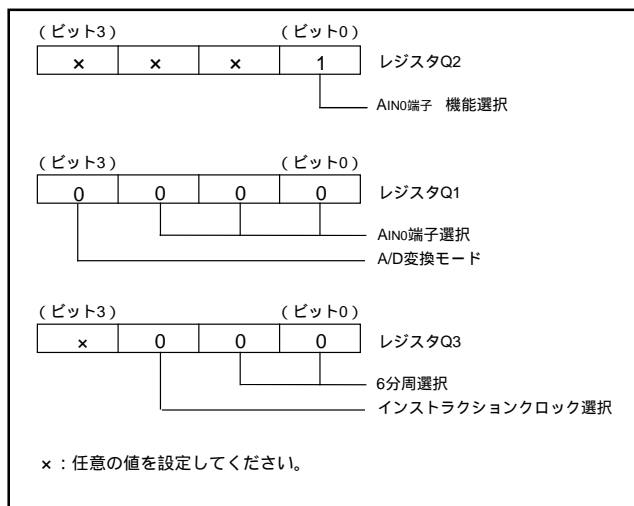 （ビット3） （ビット0）
× × × 1 レジスタQ2
AIN0端子 機能選択
（ビット3） （ビット0）
0 0 0 0 レジスタQ1
AIN0端子選択
A/D変換モード
（ビット3） （ビット0）
× 0 0 0 レジスタQ3
6分周選択
インストラクションクロック選択
×：任意の値を設定してください。